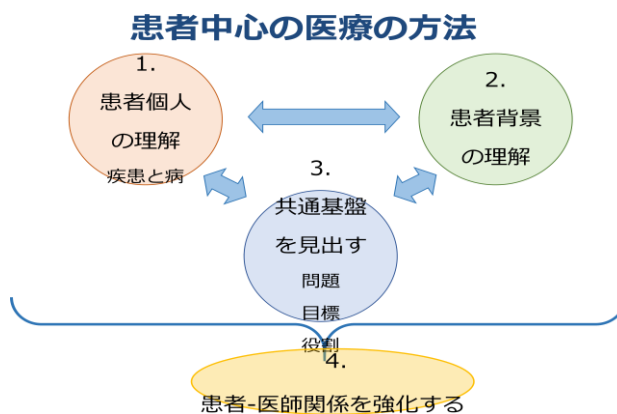 患者中心の医療の方法
1.
患者個人
の理解
疾患と病
2.
患者背景
の理解
3.
共通基盤
を見出す
問題
目標
役割
4.
患者-医師関係を強化する